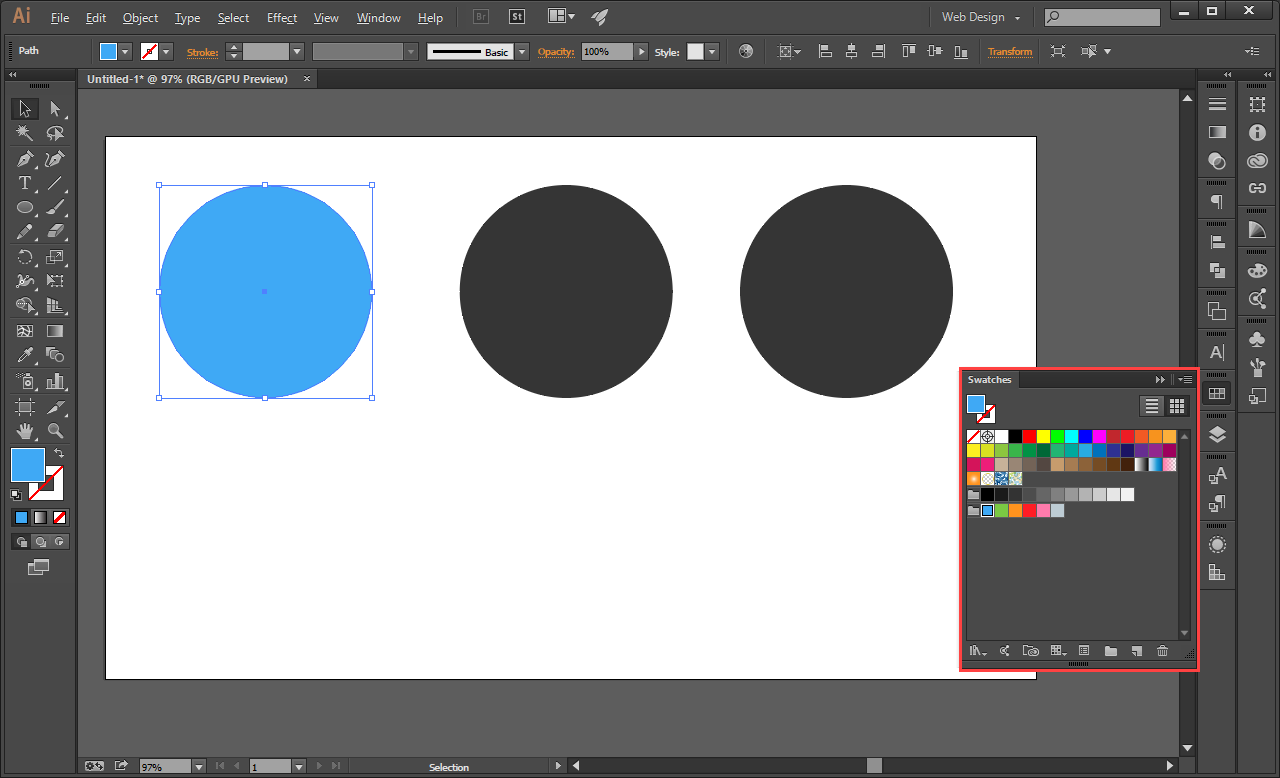 Ai File Edit Object Type Select Effect View Window Help Br St Web Design
Path Stroke: Basic Opacity: 100% Style: Transform
Untitled-1* @ 97% (RGB/GPU Preview)
Swatches
97% 1 Selection